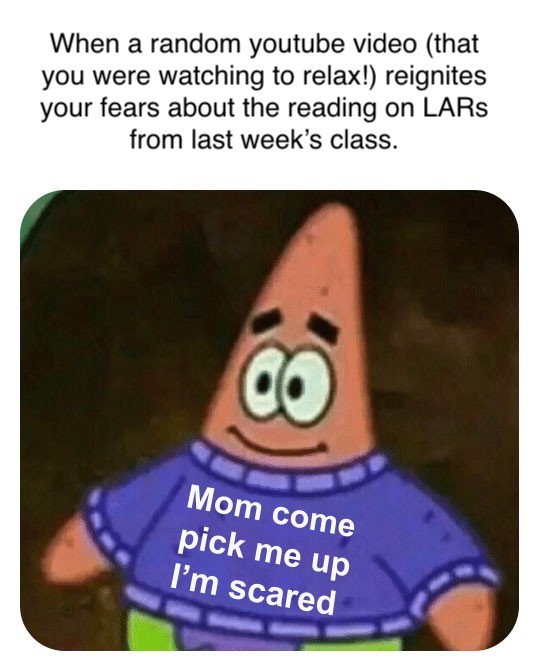 When a random youtube video (that
you were watching to relax!) reignites
your fears about the reading on LARs
from last week’s class.
Mom come
pick me up
I’m scared